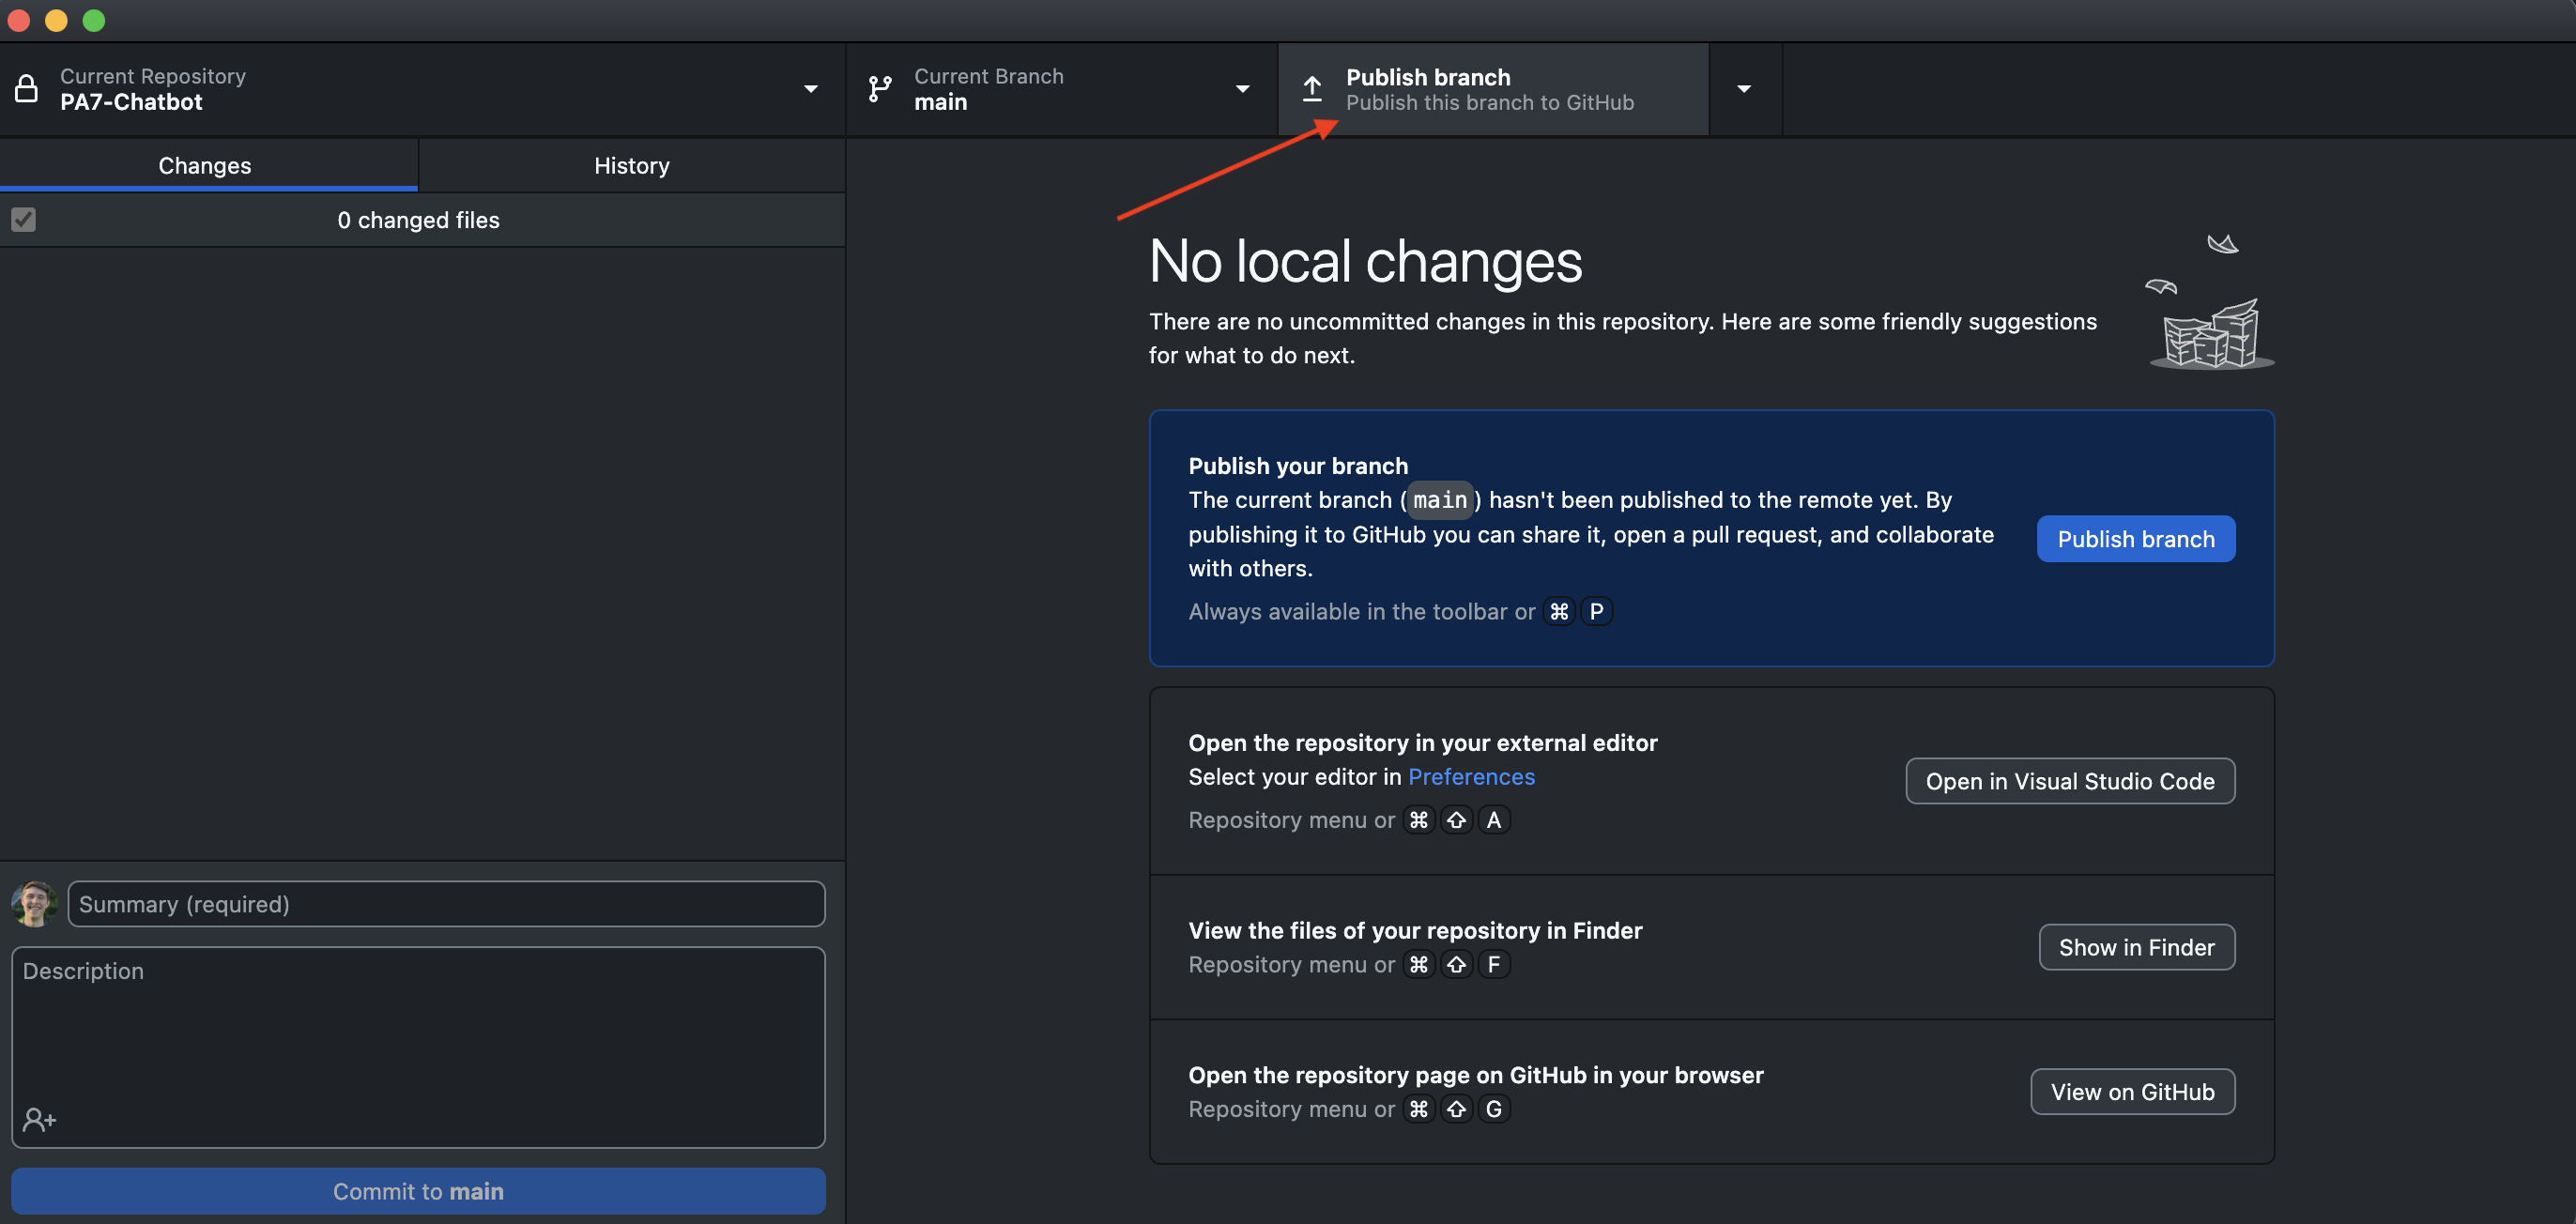 Current Repository
PA7-Chatbot
Current Branch
main
Publish branch
Publish this branch to GitHub
Changes
History
0 changed files
No local changes
There are no uncommitted changes in this repository. Here are some friendly suggestions
for what to do next.
Publish your branch
The current branch (main) hasn't been published to the remote yet. By
publishing it to GitHub you can share it, open a pull request, and collaborate
with others.
Always available in the toolbar or ⌘ P
Publish branch
Open the repository in your external editor
Select your editor in Preferences
Repository menu or ⌘ ⇧ A
Open in Visual Studio Code
View the files of your repository in Finder
Repository menu or ⌘ ⇧ F
Show in Finder
Open the repository page on GitHub in your browser
Repository menu or ⌘ ⇧ G
View on GitHub
Summary (required)
Description
Commit to main